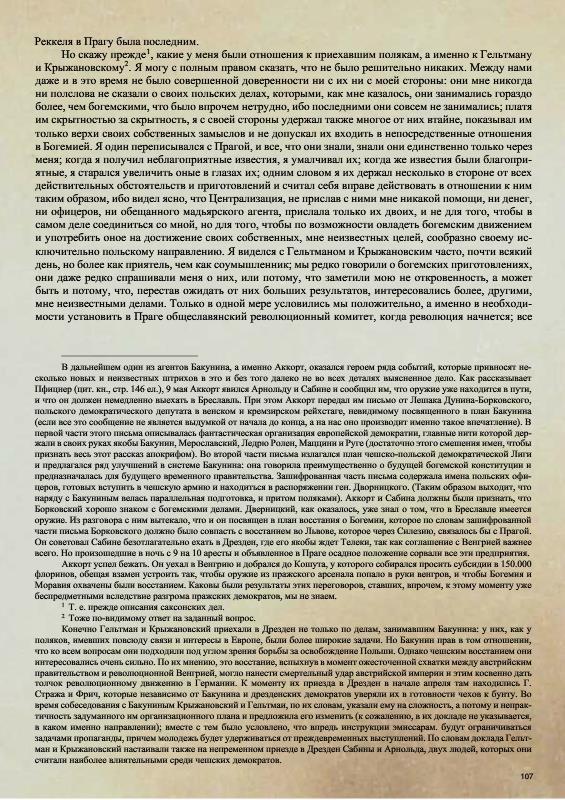 Реккеля в Прагу была последним.
Но скажу прежде¹, какие у меня были отношения к приехавшим полякам, а именно к Гельтману
и Крыжановскому². Я могу с полным правом сказать, что не было решительно никаких. Между нами
даже и в это время не было совершенной доверенности ни с их ни с моей стороны: они мне никогда
ни полслова не сказали о своих польских делах, которыми, как мне казалось, они занимались гораздо
более, чем богемскими, что было впрочем нетрудно, ибо последними они совсем не занимались; платя
им скрытностью за скрытность, я с своей стороны удержал также многое от них втайне, показывал им
только верхи своих собственных замыслов и не допускал их входить в непосредственные отношения
в Богемией. Я один переписывался с Прагой, и все, что они знали, знали они единственно только через
меня; когда я получил неблагоприятные известия, я умалчивал их; когда же известия были благопри-
ятные, я старался увеличить оные в глазах их; одним словом я их держал несколько в стороне от всех
действительных обстоятельств и приготовлений и считал себя вправе действовать в отношении к ним
таким образом, ибо видел ясно, что Централизация, не прислав с ними мне никакой помощи, ни денег,
ни офицеров, ни обещанного мадьярского агента, прислала только их двоих, и не для того, чтобы в
самом деле соединиться со мной, но для того, чтобы по возможности овладеть богемским движением
и употребить оное на достижение своих собственных, мне неизвестных целей, сообразно своему ис-
ключительно польскому направлению. Я виделся с Гельтманом и Крыжановским часто, почти всякий
день, но более как приятель, чем как соумышленник; мы редко говорили о богемских приготовлениях,
они даже редко спрашивали меня о них, или потому, что заметили мою не откровенность, а может
быть и потому, что, перестав ожидать от них больших результатов, интересовались более, другими,
мне неизвестными делами. Только в одной мере условились мы положительно, а именно в необходи-
мости установить в Праге общеславянский революционный комитет, когда революция начнется; все
В дальнейшем один из агентов Бакунина, а именно Аккорт, оказался героем ряда событий, которые привносят не-
сколько новых и неизвестных штрихов в это и без того далеко не во всех деталях выясненное дело. Как рассказывает
Пфицнер (цит. кн., стр. 146 ел.), 9 мая Аккорт явился Арнольду и Сабине и сообщил им, что оружие уже находится в пути,
и что он должен немедленно выехать в Бреславль. При этом Аккорт передал им письмо от Лешака Дунина-Борковского,
польского демократического депутата в венском и кремзирском рейхстаге, невидимому посвященного в план Бакунина
(если все это сообщение не является выдумкой от начала до конца, а на нас оно производит именно такое впечатление). В
первой части этого письма описывалась фантастическая организация европейской демократии, главные нити которой дер-
жали в своих руках якобы Бакунин, Мерославский, Ледрю Ролен, Маццини и Руге (достаточно этого смешения имен, чтобы
признать весь этот рассказ апокрифом). Во второй части письма излагался план чешско-польской демократической Лиги
и предлагался ряд улучшений в системе Бакунина: она говорила преимущественно о будущей богемской конституции и
предназначалась для будущего временного правительства. Зашифрованная часть письма содержала имена польских офи-
церов, готовых вступить в чешскую армию и находиться в распоряжении ген. Дверницкого. (Таким образом выходит, что
наряду с Бакуниным велась параллельная подготовка, и притом поляками). Аккорт и Сабина должны были признать, что
Борковский хорошо знаком с богемскими делами. Дверницкий, как оказалось, уже знал о том, что в Бреславле имеется
оружие. Из разговора с ним вытекало, что и он посвящен в план восстания о Богемии, которое по словам зашифрованной
части письма Борковского должно было совпасть с восстанием во Львове, которое через Силезию, связалось бы с Прагой.
Он советовал Сабине безотлагательно ехать в Дрезден, где его якобы ждет Телеки, так как соглашение с Венгрией важнее
всего. Но произошедшие в ночь с 9 на 10 аресты и объявленное в Праге осадное положение сорвали все эти предприятия.
Аккорт успел бежать. Он уехал в Венгрию и добрался до Кошута, у которого собирался просить субсидии в 150.000
флоринов, обещая взамен устроить так, чтобы оружие из пражского арсенала попало в руки венгров, и чтобы Богемия и
Моравия охвачены были восстанием. Каковы были результаты этих переговоров, ставших, впрочем, к этому моменту уже
беспредметными вследствие разгрома пражских демократов, мы не знаем.
¹ Т. е. прежде описания саксонских дел.
² Тоже по-видимому ответ на заданный вопрос.
Конечно Гельтман и Крыжановский приехали в Дрезден не только по делам, занимавшим Бакунина: у них, как у
поляков, имевших повсюду связи и интересы в Европе, были более широкие задачи. Но Бакунин прав в том отношении,
что ко всем вопросам они подходили под углом зрения борьбы за освобождение Польши. Однако чешским восстанием они
интересовались очень сильно. По их мнению, это восстание, вспыхнув в момент ожесточенной схватки между австрийским
правительством и революционной Венгрией, могло нанести смертельный удар австрийской империи и этим косвенно дать
толчок революционному движению в Германии. К моменту их приезда в Дрезден в начале апреля там находились Г.
Стража и Фрич, которые независимо от Бакунина и дрезденских демократов уверяли их в готовности чехов к бунту. Во
время собеседования с Бакуниным Крыжановский и Гельтман, по их словам, указали ему на сложность, а потому и непрак-
тичность задуманного им организационного плана и предложила его изменить (к сожалению, в их докладе не указывается,
в каком именно направлении); вместе с тем было условлено, что впредь инструкции эмиссарам. будут ограничиваться
задачами пропаганды, причем молодежь будет удерживаться от преждевременных выступлений. По словам доклада Гельт-
ман и Крыжановский настаивали также на непременном приезде в Дрезден Сабины и Арнольда, двух людей, которых они
считали наиболее влиятельными среди чешских демократов.
107